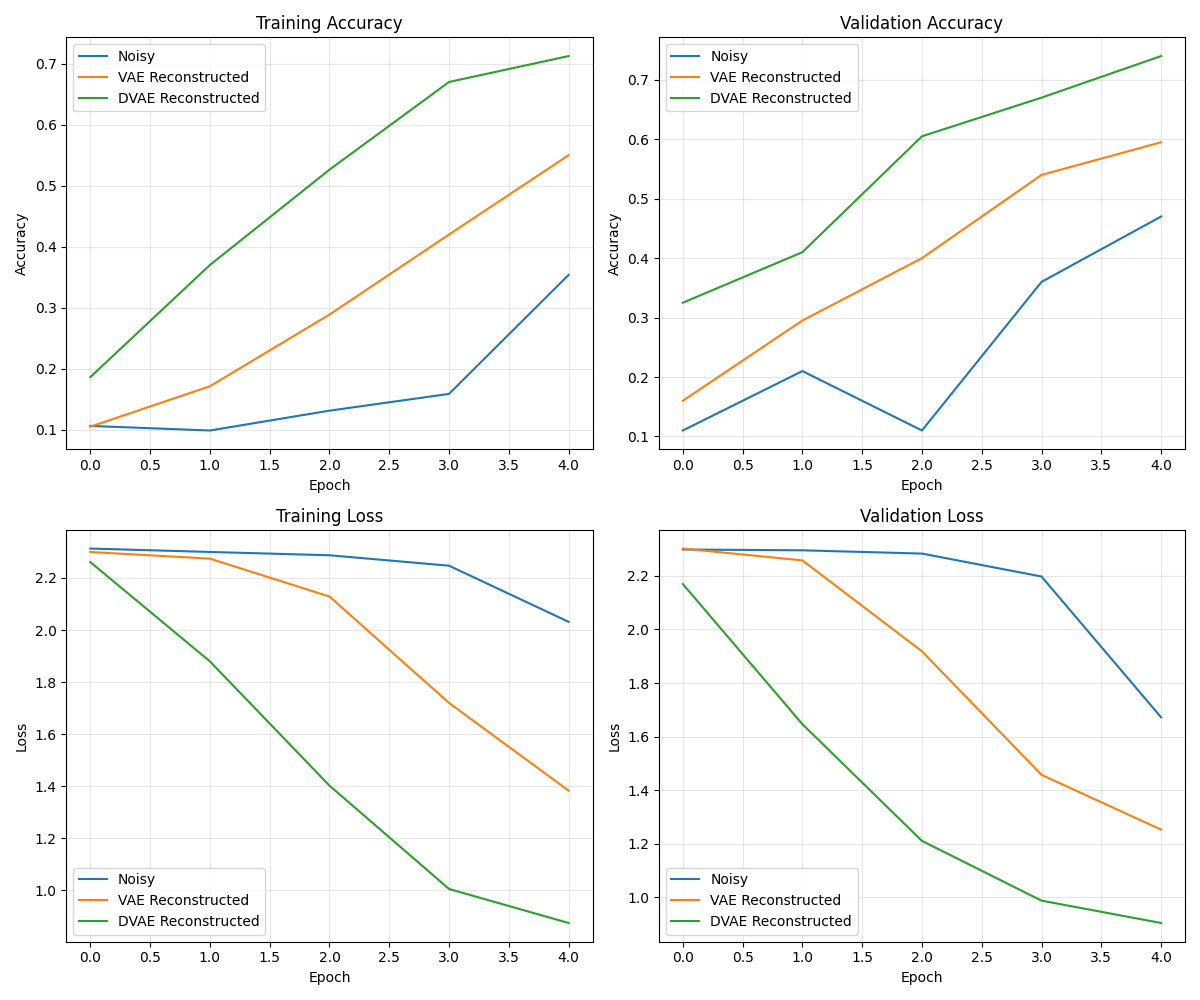 Training Accuracy
Noisy
VAE Reconstructed
DVAE Reconstructed
0.7
0.6
0.5
0.4
0.3
0.2
0.1
Accuracy
0.0 0.5 1.0 1.5 2.0 2.5 3.0 3.5 4.0
Epoch
Validation Accuracy
Noisy
VAE Reconstructed
DVAE Reconstructed
0.7
0.6
0.5
0.4
0.3
0.2
0.1
Accuracy
0.0 0.5 1.0 1.5 2.0 2.5 3.0 3.5 4.0
Epoch
Training Loss
2.2
2.0
1.8
1.6
1.4
1.2
1.0
Loss
Noisy
VAE Reconstructed
DVAE Reconstructed
0.0 0.5 1.0 1.5 2.0 2.5 3.0 3.5 4.0
Epoch
Validation Loss
2.2
2.0
1.8
1.6
1.4
1.2
1.0
Loss
Noisy
VAE Reconstructed
DVAE Reconstructed
0.0 0.5 1.0 1.5 2.0 2.5 3.0 3.5 4.0
Epoch